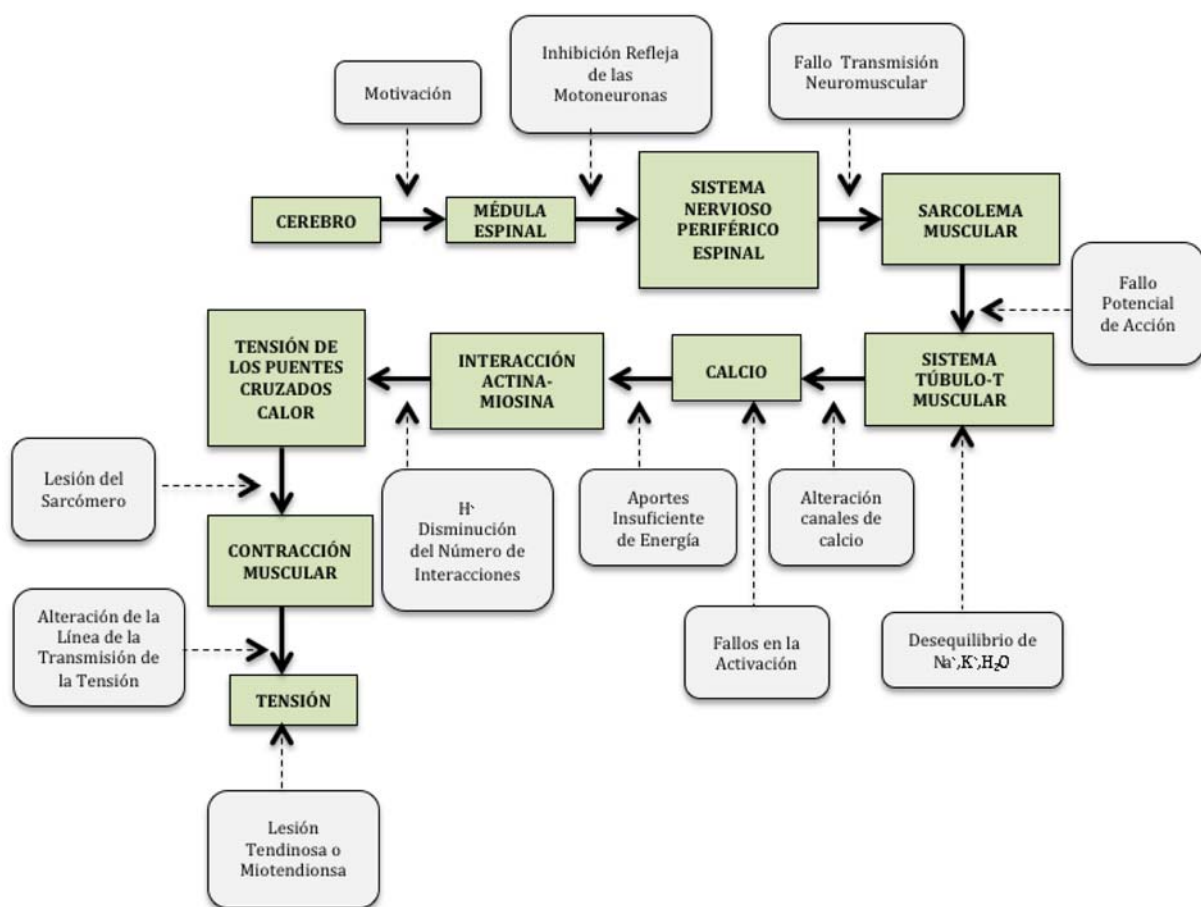 Motivación
Inhibición Refleja
de las
Motoneuronas
Fallo Transmisión
Neuromuscular
CEREBRO
MÉDULA
ESPINAL
SISTEMA
NERVIOSO
PERIFÉRICO
ESPINAL
SARCOLEMA
MUSCULAR
Fallo
Potencial
de Acción
TENSIÓN DE
LOS PUENTES
CRUZADOS
CALOR
INTERACCIÓN
ACTINA-
MIOSINA
CALCIO
SISTEMA
TÚBULO-T
MUSCULAR
Lesión del
Sarcómero
H`
Disminución
del Número de
Interacciones
Aportes
Insuficiente
de Energía
Alteración
canales de
calcio
CONTRACCIÓN
MUSCULAR
Alteración de la
Línea de la
Transmisión de
la Tensión
Fallos en la
Activación
Desequilibrio de
Na`,K`,H₂O
TENSIÓN
Lesión
Tendinosa o
Miotendionsa